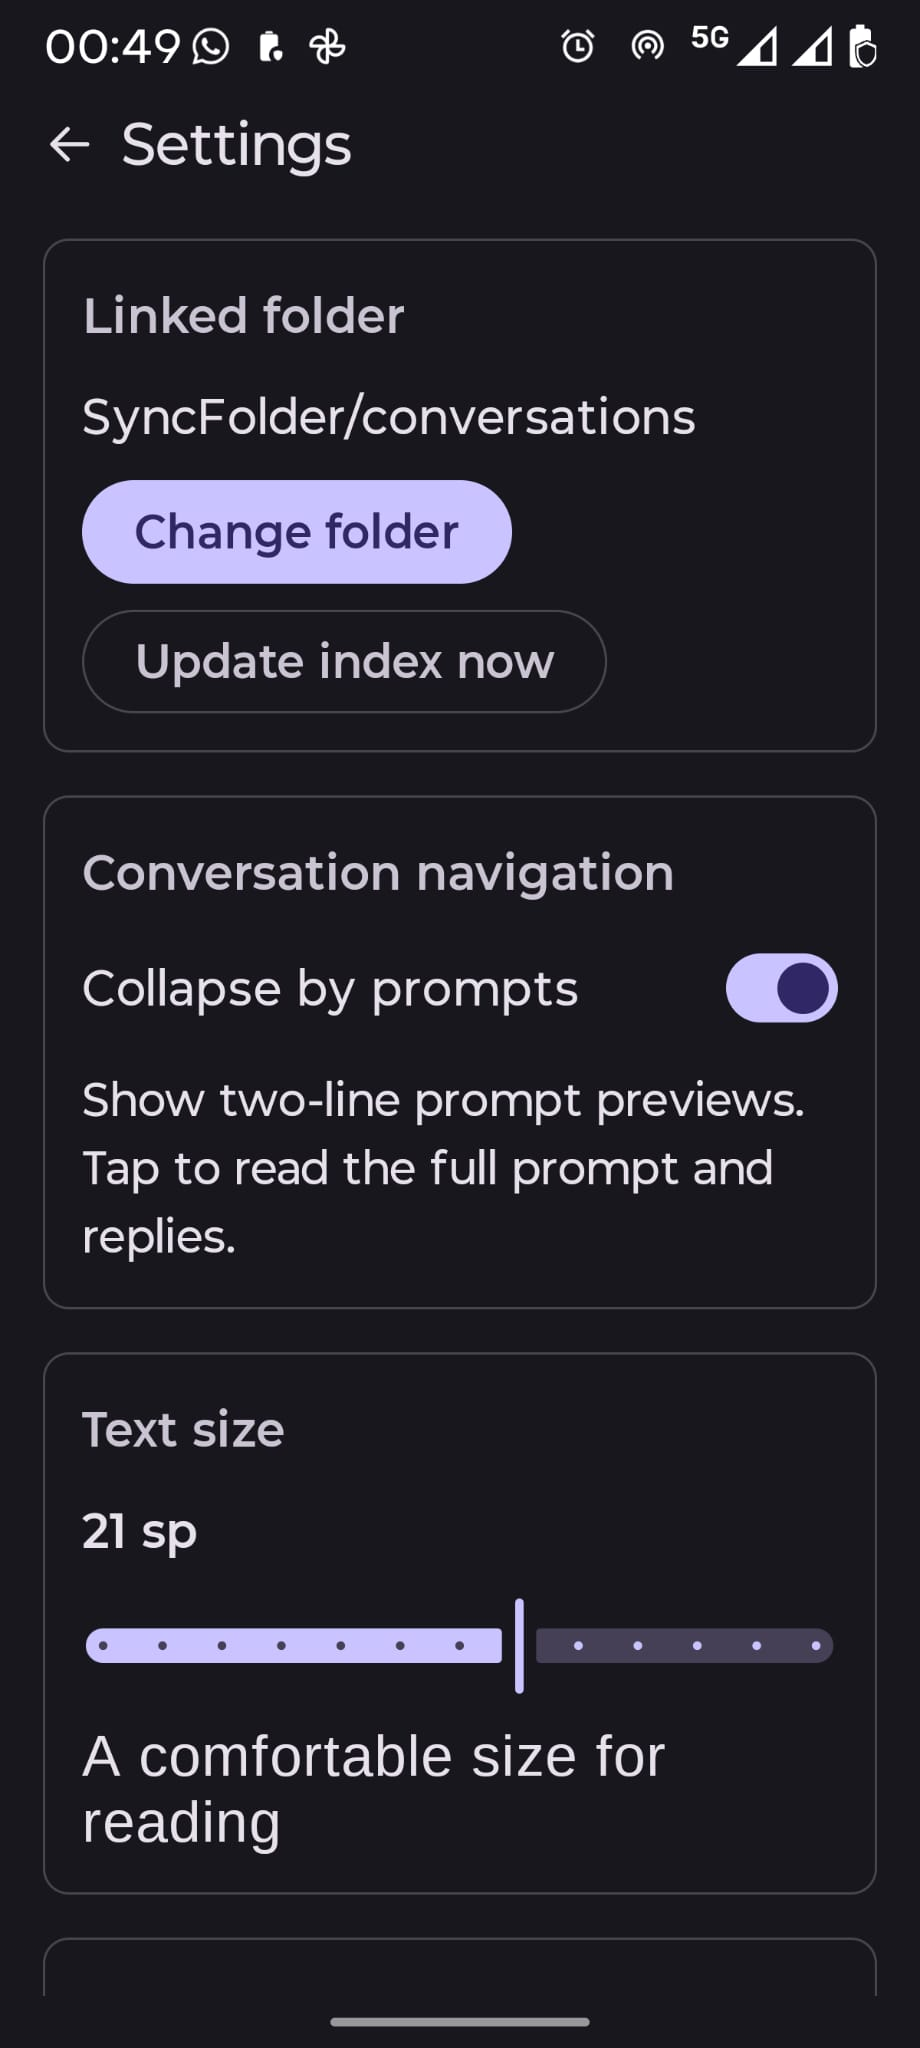 00:49
5G
Settings
Linked folder
SyncFolder/conversations
Change folder
Update index now
Conversation navigation
Collapse by prompts
Show two-line prompt previews.
Tap to read the full prompt and
replies.
Text size
21 sp
A comfortable size for
reading